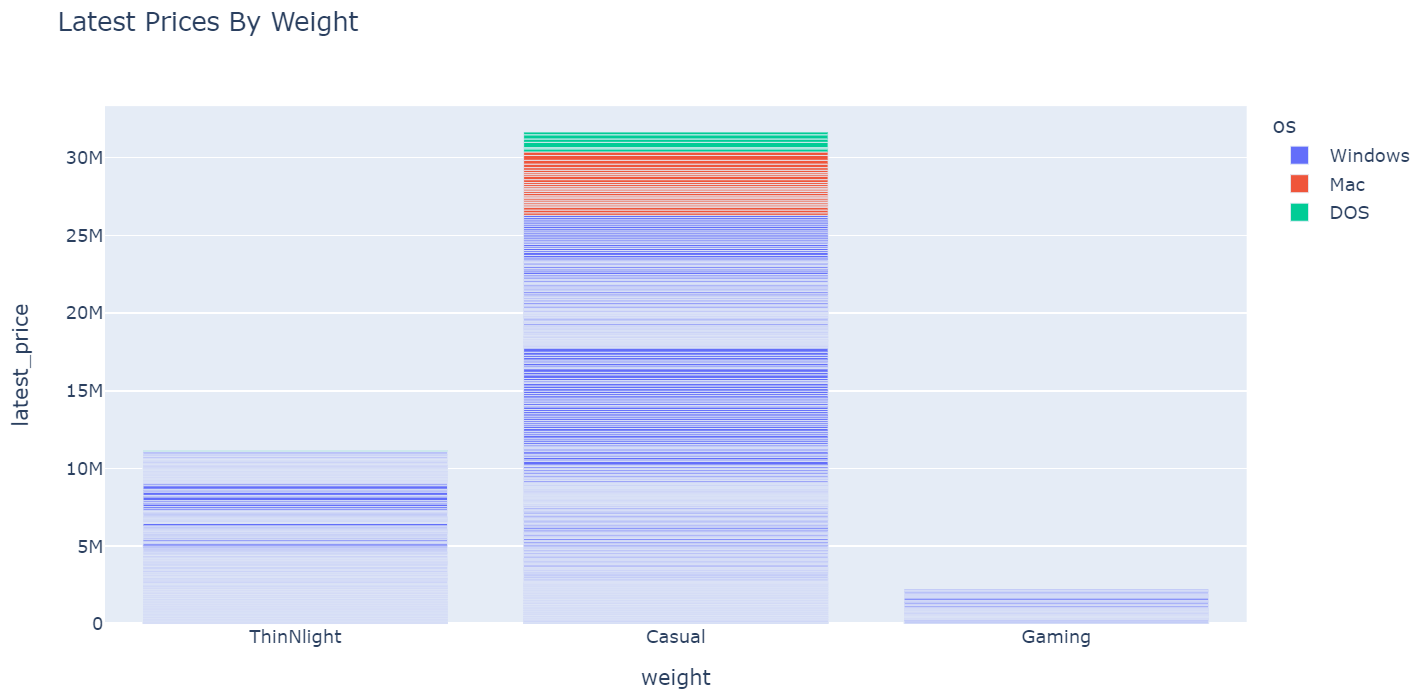 Latest Prices By Weight
os
Windows
Mac
DOS
30M
25M
20M
15M
10M
5M
0
latest_price
ThinNlight
Casual
Gaming
weight